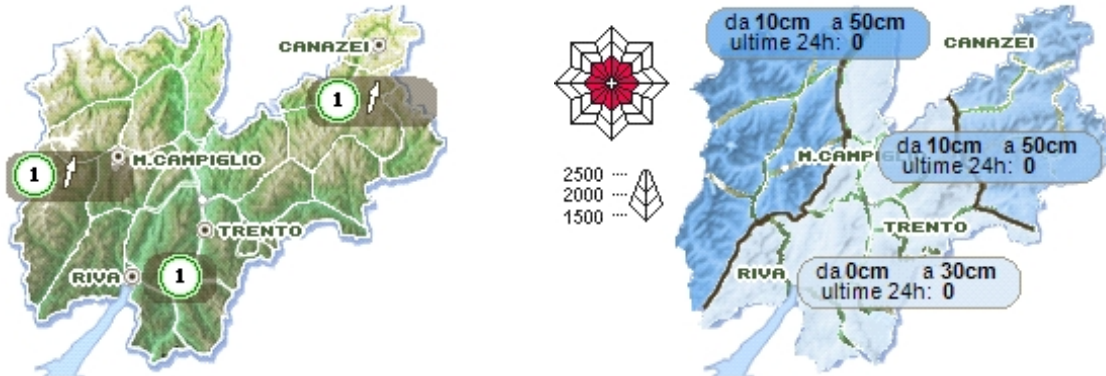 CANAZEI
1
M.CAMPIGLIO
1
TRENTO
RIVA
1
2500
2000
1500
da 10cm a 50cm
ultime 24h: 0
CANAZEI
da 10cm a 50cm
ultime 24h: 0
M.CAMPI
TRENTO
RIVA
da 0cm a 30cm
ultime 24h: 0